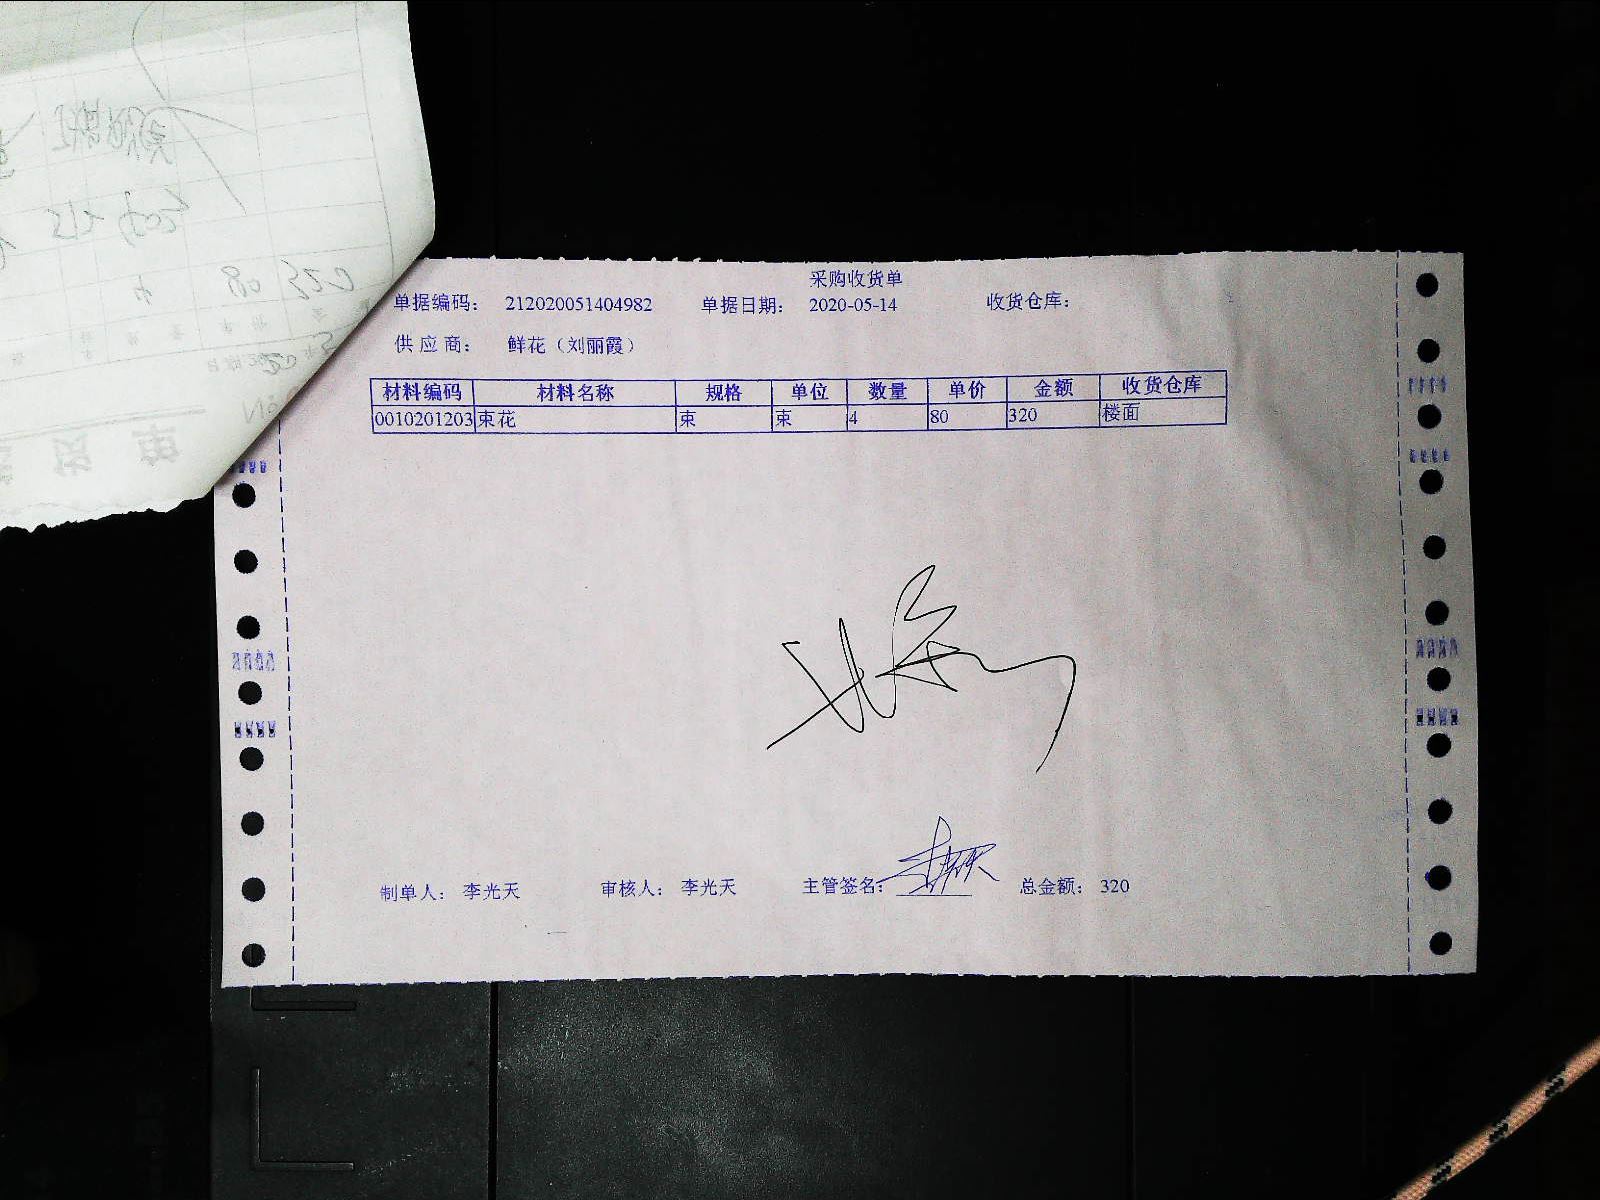 采购收货单
单据编码： 212020051404982 单据日期： 2020-05-14 收货仓库：
供应商： 鲜花（刘丽霞）
材料编码 材料名称 规格 单位 数量 单价 金额 收货仓库
0010201203 束花 束 束 4 80 320 楼面
制单人： 李光天 审核人： 李光天 主管签名： 总金额： 320